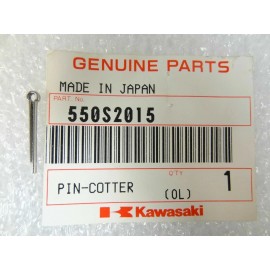 GENUINE PARTS
MADE IN JAPAN
PART No.
550S2015
QTY
PIN-COTTER
(OL)
1
Kawasaki